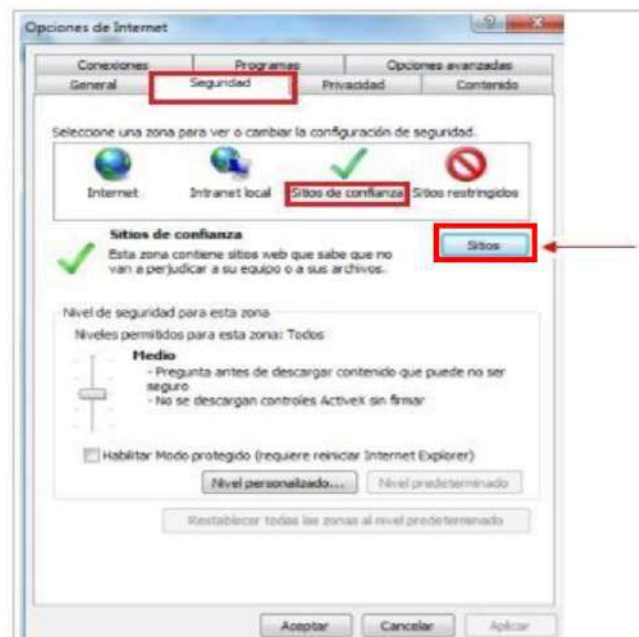 Opciones de Internet
Conexiones Programas Opciones avanzadas
General Seguridad Privacidad Contenido
Seleccione una zona para ver o cambiar la configuración de seguridad.
Internet Intranet local Sitios de confianza Sitios restringidos
Sitios de confianza
Sitios
Esta zona contiene sitios web que sabe que no
van a perjudicar a su equipo o a sus archivos.
Nivel de seguridad para esta zona
Niveles permitidos para esta zona: Todos
Medio
- Pregunta antes de descargar contenido que puede no ser
seguro
- No se descargan controles ActiveX sin firmar
Habilitar Modo protegido (requiere reiniciar Internet Explorer)
Nivel personalizado... Nivel predeterminado
Restablecer todas las zonas al nivel predeterminado
Aceptar Cancelar Aplicar